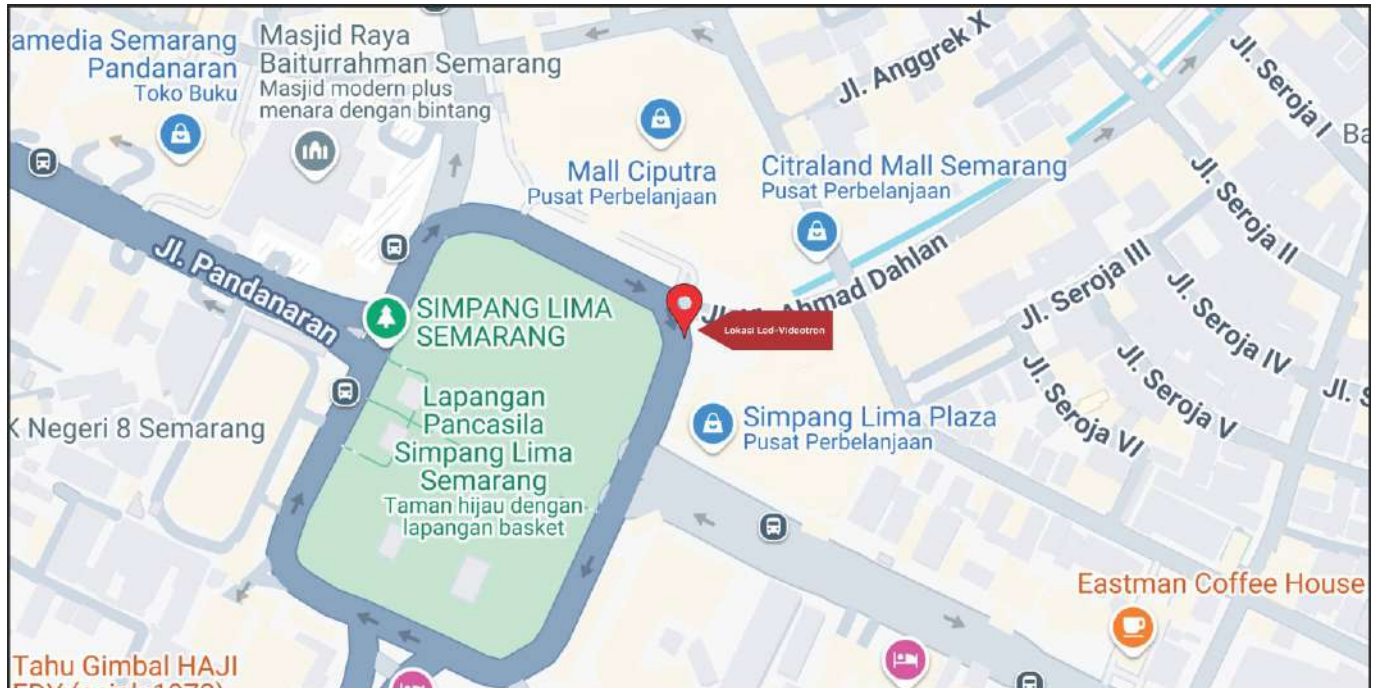 amedia Semarang
Pandanaran
Toko Buku
Masjid Raya
Baiturrahman Semarang
Masjid modern plus
menara dengan bintang
Mall Ciputra
Pusat Perbelanjaan
Citraland Mall Semarang
Pusat Perbelanjaan
Jl. Anggrek X
Jl. Seroja I
Ba
Jl. Seroja II
Jl. Seroja III
Jl. Seroja IV
Jl. Seroja V
Jl. Seroja VI
Jl. S
Jl. Pandanaran
SIMPANG LIMA
SEMARANG
Ahmad Dahlan
Lokasi Led-Videotron
Lapangan
Pancasila
Simpang Lima
Semarang
Taman hijau dengan
lapangan basket
Simpang Lima Plaza
Pusat Perbelanjaan
K Negeri 8 Semarang
Eastman Coffee House
Tahu Gimbal HAJI